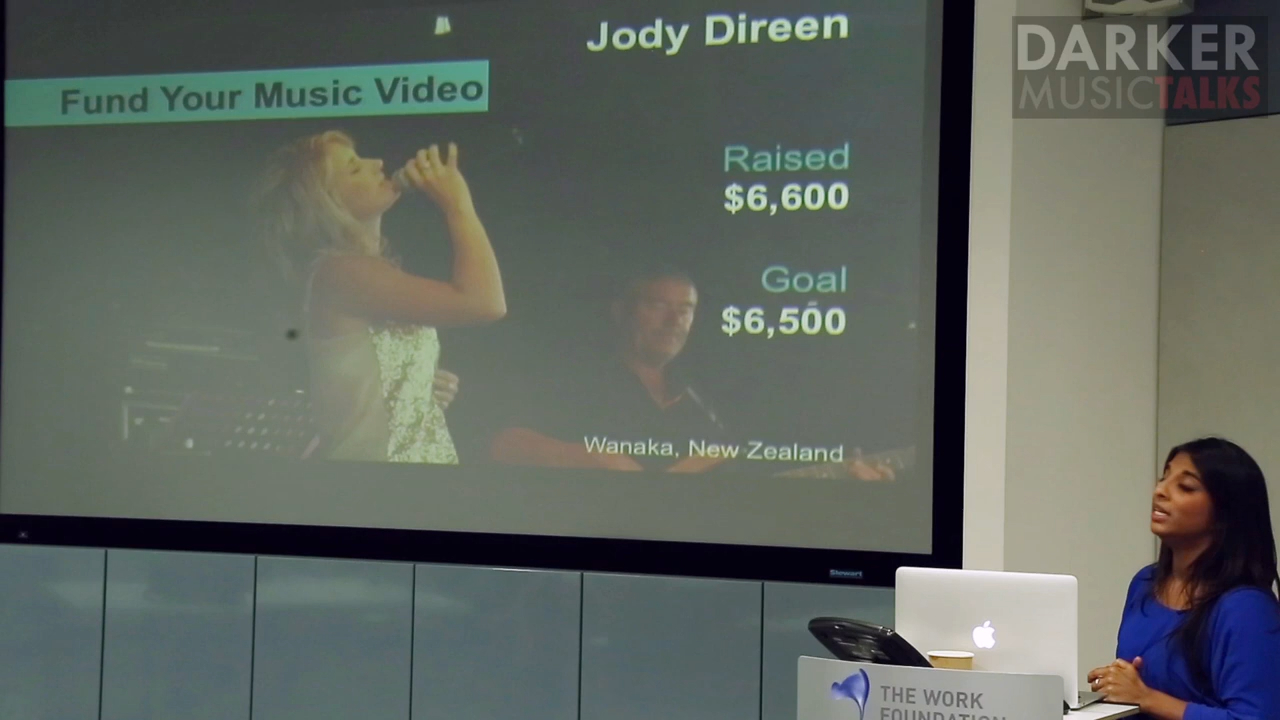 Jody Direen
Fund Your Music Video
Raised
$6,600
Goal
$6,500
Wanaka, New Zealand
Stewart
DARKER
MUSICTALKS
THE WORK
FOUNDATION